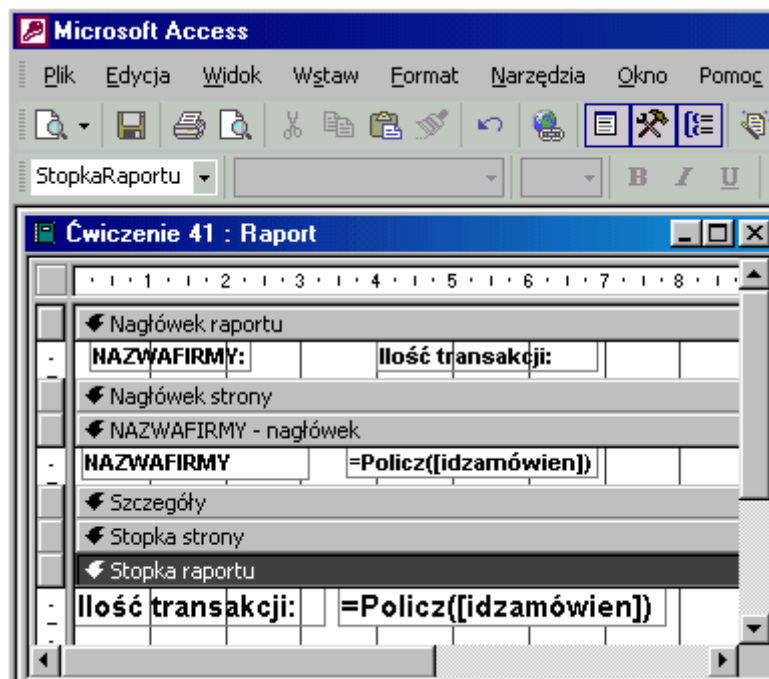 Microsoft Access
Plik Edycja Widok Wstaw Format Narzędzia Okno Pomoc
StopkaRaportu B I U
Ćwiczenie 41 : Raport
1 2 3 4 5 6 7 8
Nagłówek raportu
NAZWAFIRMY: Ilość transakcji:
Nagłówek strony
NAZWAFIRMY - nagłówek
NAZWAFIRMY =Policz([idzamówien])
Szczegóły
Stopka strony
Stopka raportu
Ilość transakcji: =Policz([idzamówien])